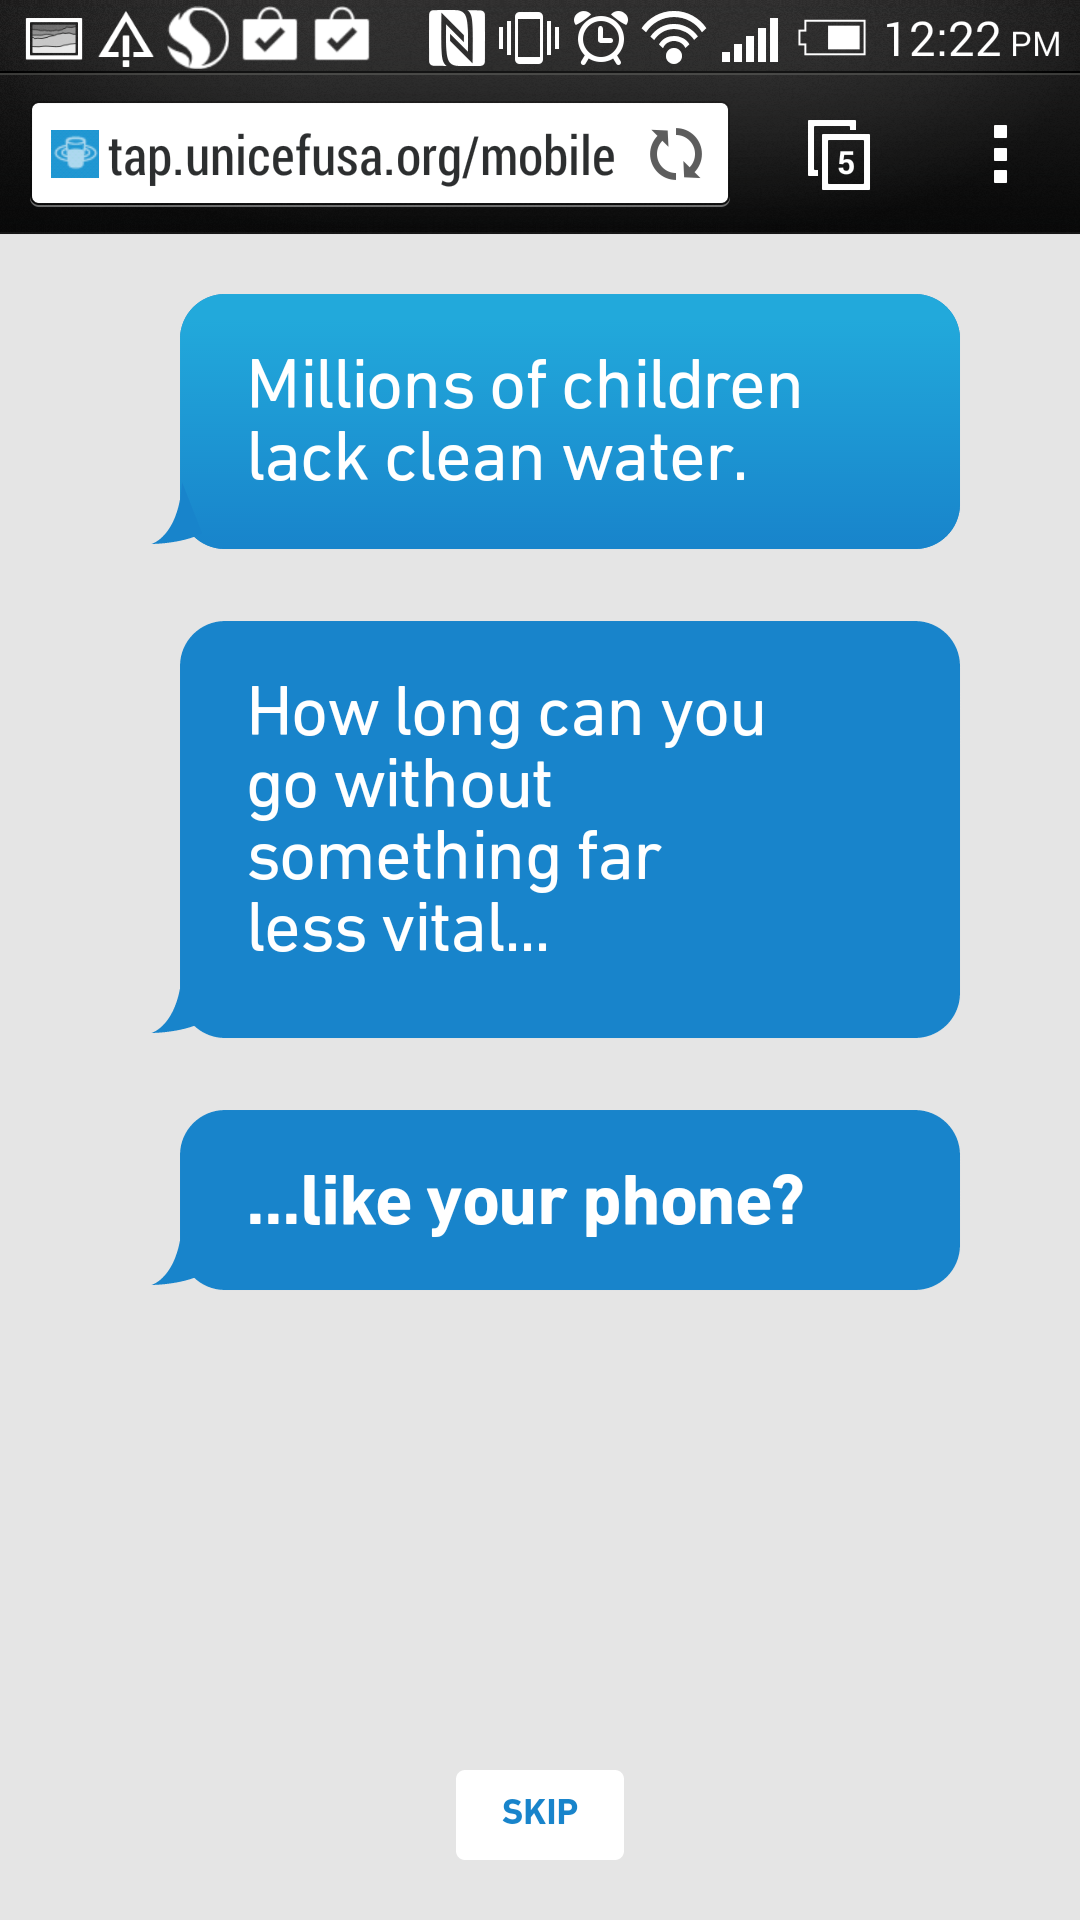 12:22 PM
tap.unicefusa.org/mobile
5
Millions of children
lack clean water.
How long can you
go without
something far
less vital...
...like your phone?
SKIP